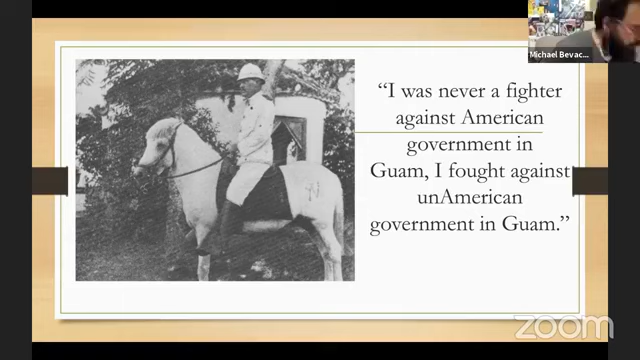 Michael Bevac...
“I was never a fighter
against American
government in
Guam, I fought against
unAmerican
government in Guam.”
zoom